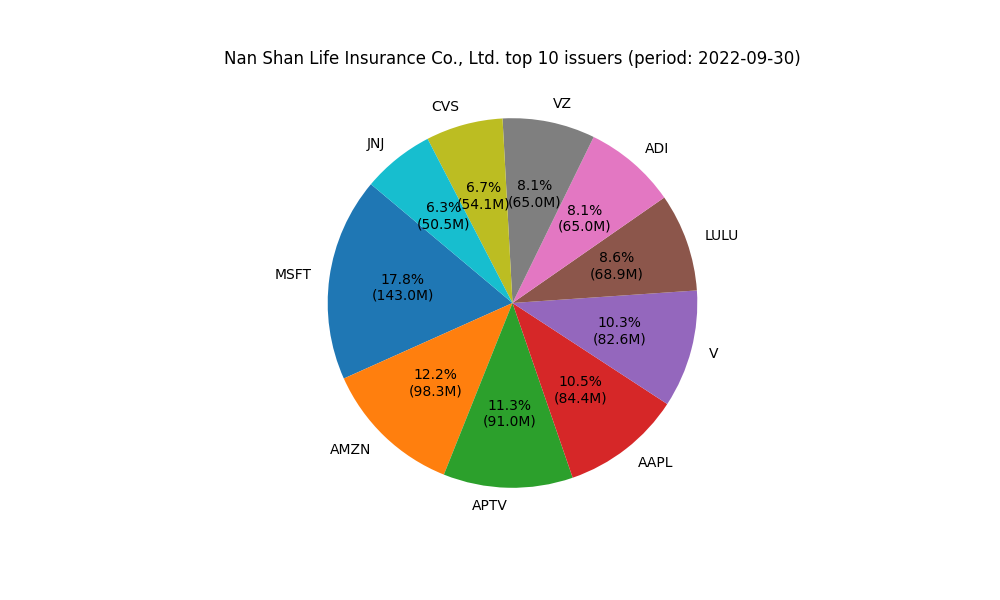 Nan Shan Life Insurance Co., Ltd. top 10 issuers (period: 2022-09-30)
VZ
CVS
JNJ
ADI
LULU
MSFT
V
AMZN
AAPL
APTV
17.8%
(143.0M)
12.2%
(98.3M)
11.3%
(91.0M)
10.5%
(84.4M)
10.3%
(82.6M)
8.6%
(68.9M)
8.1%
(65.0M)
8.1%
(65.0M)
6.7%
(54.1M)
6.3%
(50.5M)